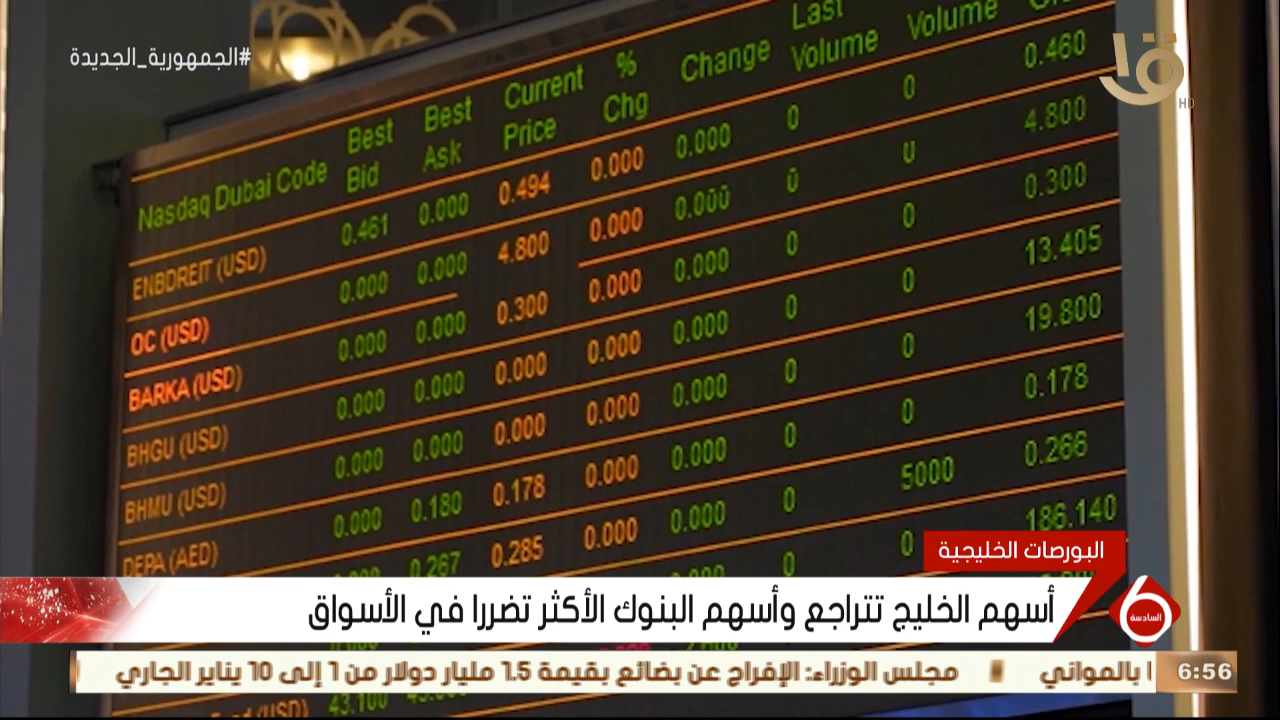 #الجمهورية_الجديدة
HD
Nasdaq Dubai Code Best Bid Best Ask Current Price % Chg Change Last Volume Volume
ENBDREIT (USD) 0.461 0.000 0.494 0.000 0.000 0 0 0.460
OC (USD) 0.000 0.000 4.800 0.000 0.000 0 0 4.800
BARKA (USD) 0.000 0.000 0.300 0.000 0.000 0 0 0.300
BHGU (USD) 0.000 0.000 0.000 0.000 0.000 0 0 13.405
BHMU (USD) 0.000 0.000 0.000 0.000 0.000 0 0 19.800
DEPA (AED) 0.000 0.180 0.178 0.000 0.000 0 0 0.178
0.267 0.285 0.000 0.000 0 5000 0.266
0 0 186.140
البورصات الخليجية
السادسة
أسهم الخليج تتراجع وأسهم البنوك الأكثر تضررا في الأسواق
6:56
بالمواني
مجلس الوزراء: الإفراج عن بضائع بقيمة 1.5 مليار دولار من 1 إلى 10 يناير الجاري
(USD) 43.100